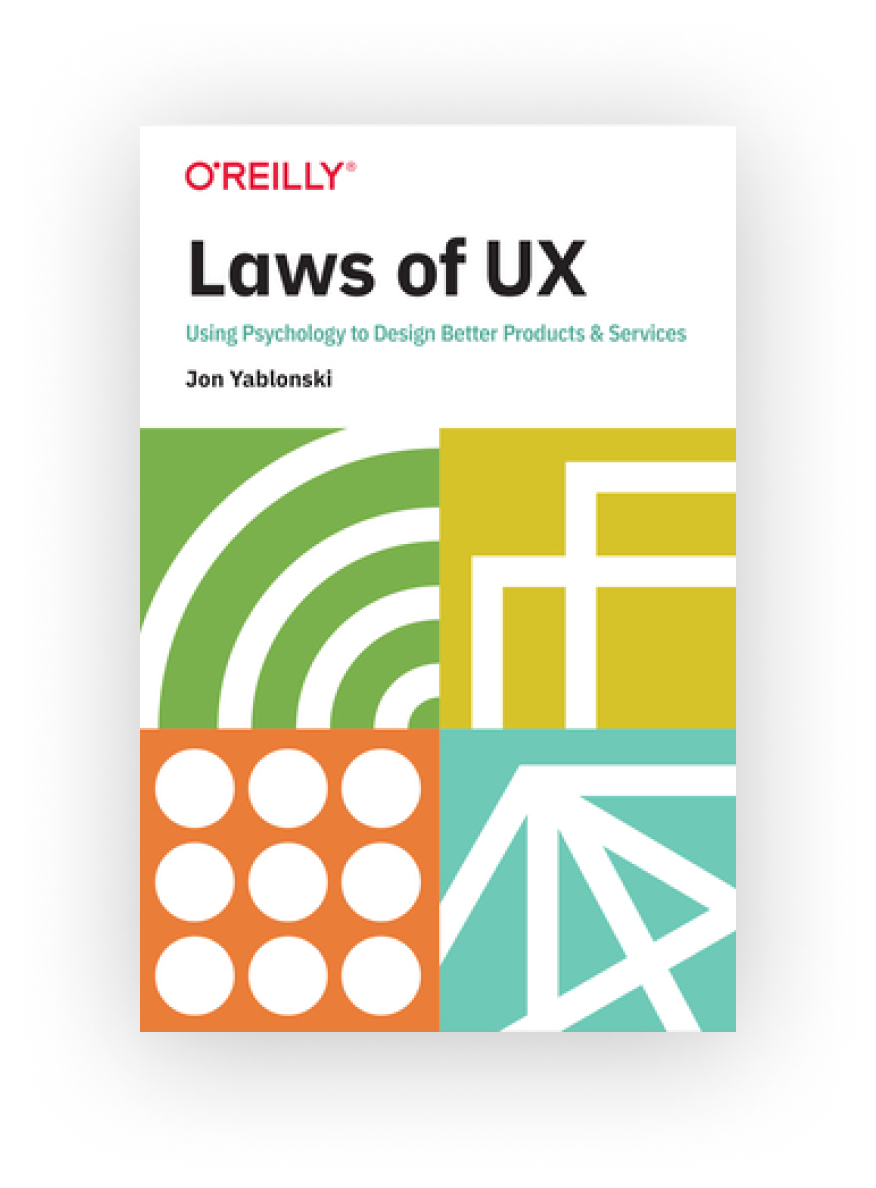 O'REILLY®
Laws of UX
Using Psychology to Design Better Products & Services
Jon Yablonski